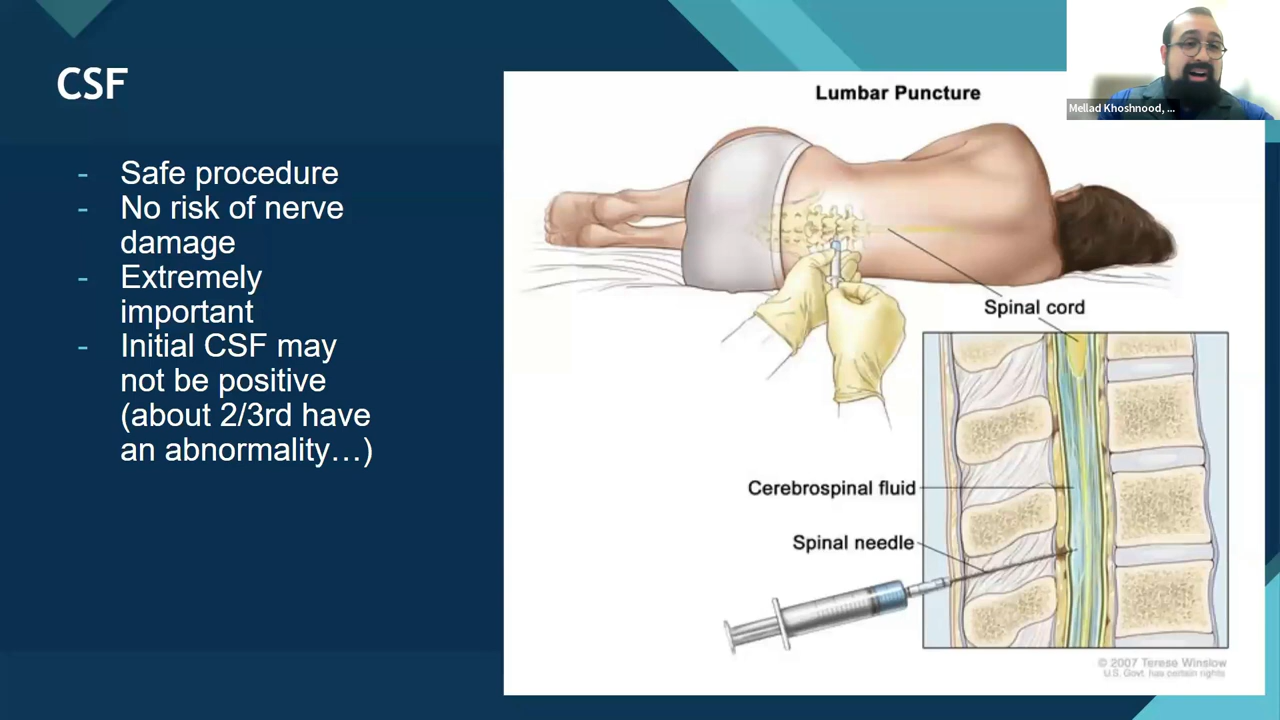 CSF
- Safe procedure
- No risk of nerve
damage
- Extremely
important
- Initial CSF may
not be positive
(about 2/3rd have
an abnormality…)
Lumbar Puncture
Spinal cord
Cerebrospinal fluid
Spinal needle
© 2007 Terese Winslow
U.S. Govt. has certain rights
Mellad Khoshnood, ...